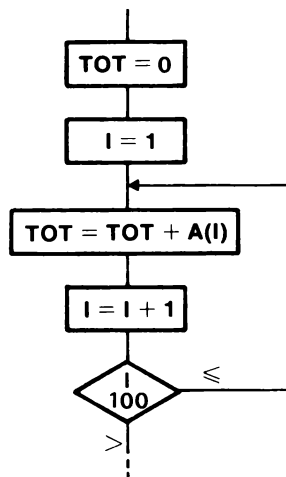 TOT = 0
I = 1
TOT = TOT + A(I)
I = I + 1
I
100
≤
>